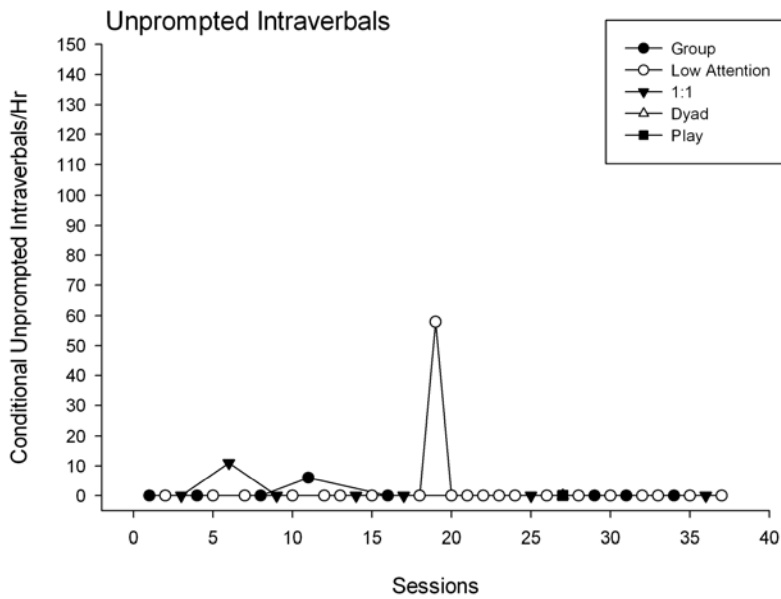 Unprompted Intraverbals
Group
Low Attention
1:1
Dyad
Play
Conditional Unprompted Intraverbals/Hr
150
140
130
120
110
100
90
80
70
60
50
40
30
20
10
0
0 5 10 15 20 25 30 35 40
Sessions